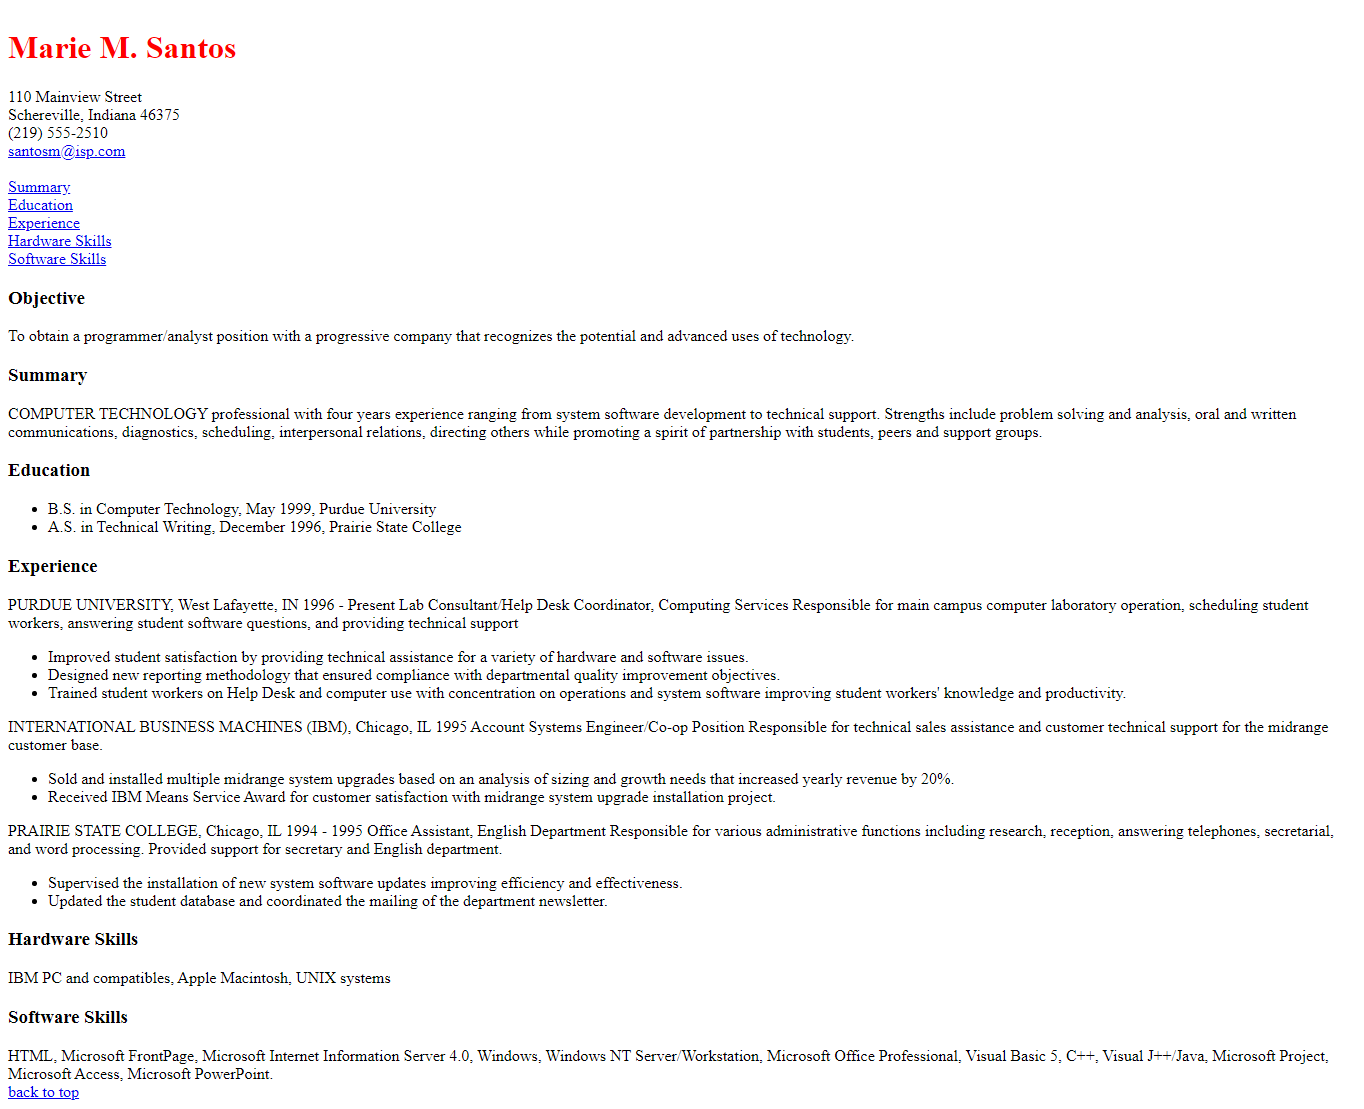 Marie M. Santos
110 Mainview Street
Schereville, Indiana 46375
(219) 555-2510
santosm@isp.com
Summary
Education
Experience
Hardware Skills
Software Skills
Objective
To obtain a programmer/analyst position with a progressive company that recognizes the potential and advanced uses of technology.
Summary
COMPUTER TECHNOLOGY professional with four years experience ranging from system software development to technical support. Strengths include problem solving and analysis, oral and written
communications, diagnostics, scheduling, interpersonal relations, directing others while promoting a spirit of partnership with students, peers and support groups.
Education
• B.S. in Computer Technology, May 1999, Purdue University
• A.S. in Technical Writing, December 1996, Prairie State College
Experience
PURDUE UNIVERSITY, West Lafayette, IN 1996 - Present Lab Consultant/Help Desk Coordinator, Computing Services Responsible for main campus computer laboratory operation, scheduling student
workers, answering student software questions, and providing technical support
• Improved student satisfaction by providing technical assistance for a variety of hardware and software issues.
• Designed new reporting methodology that ensured compliance with departmental quality improvement objectives.
• Trained student workers on Help Desk and computer use with concentration on operations and system software improving student workers' knowledge and productivity.
INTERNATIONAL BUSINESS MACHINES (IBM), Chicago, IL 1995 Account Systems Engineer/Co-op Position Responsible for technical sales assistance and customer technical support for the midrange
customer base.
• Sold and installed multiple midrange system upgrades based on an analysis of sizing and growth needs that increased yearly revenue by 20%.
• Received IBM Means Service Award for customer satisfaction with midrange system upgrade installation project.
PRAIRIE STATE COLLEGE, Chicago, IL 1994 - 1995 Office Assistant, English Department Responsible for various administrative functions including research, reception, answering telephones, secretarial,
and word processing. Provided support for secretary and English department.
• Supervised the installation of new system software updates improving efficiency and effectiveness.
• Updated the student database and coordinated the mailing of the department newsletter.
Hardware Skills
IBM PC and compatibles, Apple Macintosh, UNIX systems
Software Skills
HTML, Microsoft FrontPage, Microsoft Internet Information Server 4.0, Windows, Windows NT Server/Workstation, Microsoft Office Professional, Visual Basic 5, C++, Visual J++/Java, Microsoft Project,
Microsoft Access, Microsoft PowerPoint.
back to top